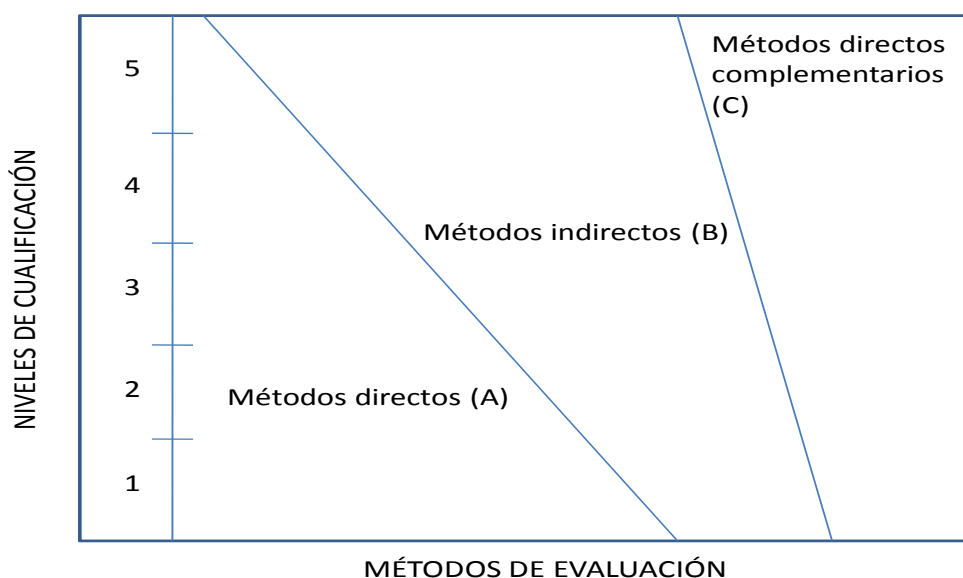 Métodos directos
complementarios
(C)
5
4
Métodos indirectos (B)
3
2
Métodos directos (A)
1
NIVELES DE CUALIFICACIÓN
MÉTODOS DE EVALUACIÓN